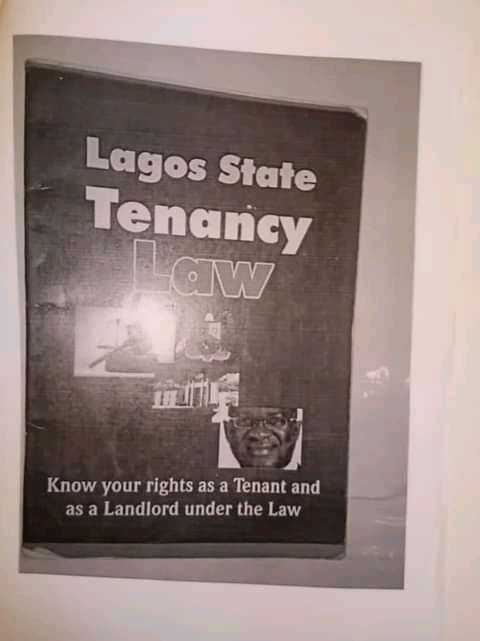 Lagos State
Tenancy
Law
Know your rights as a Tenant and
as a Landlord under the Law